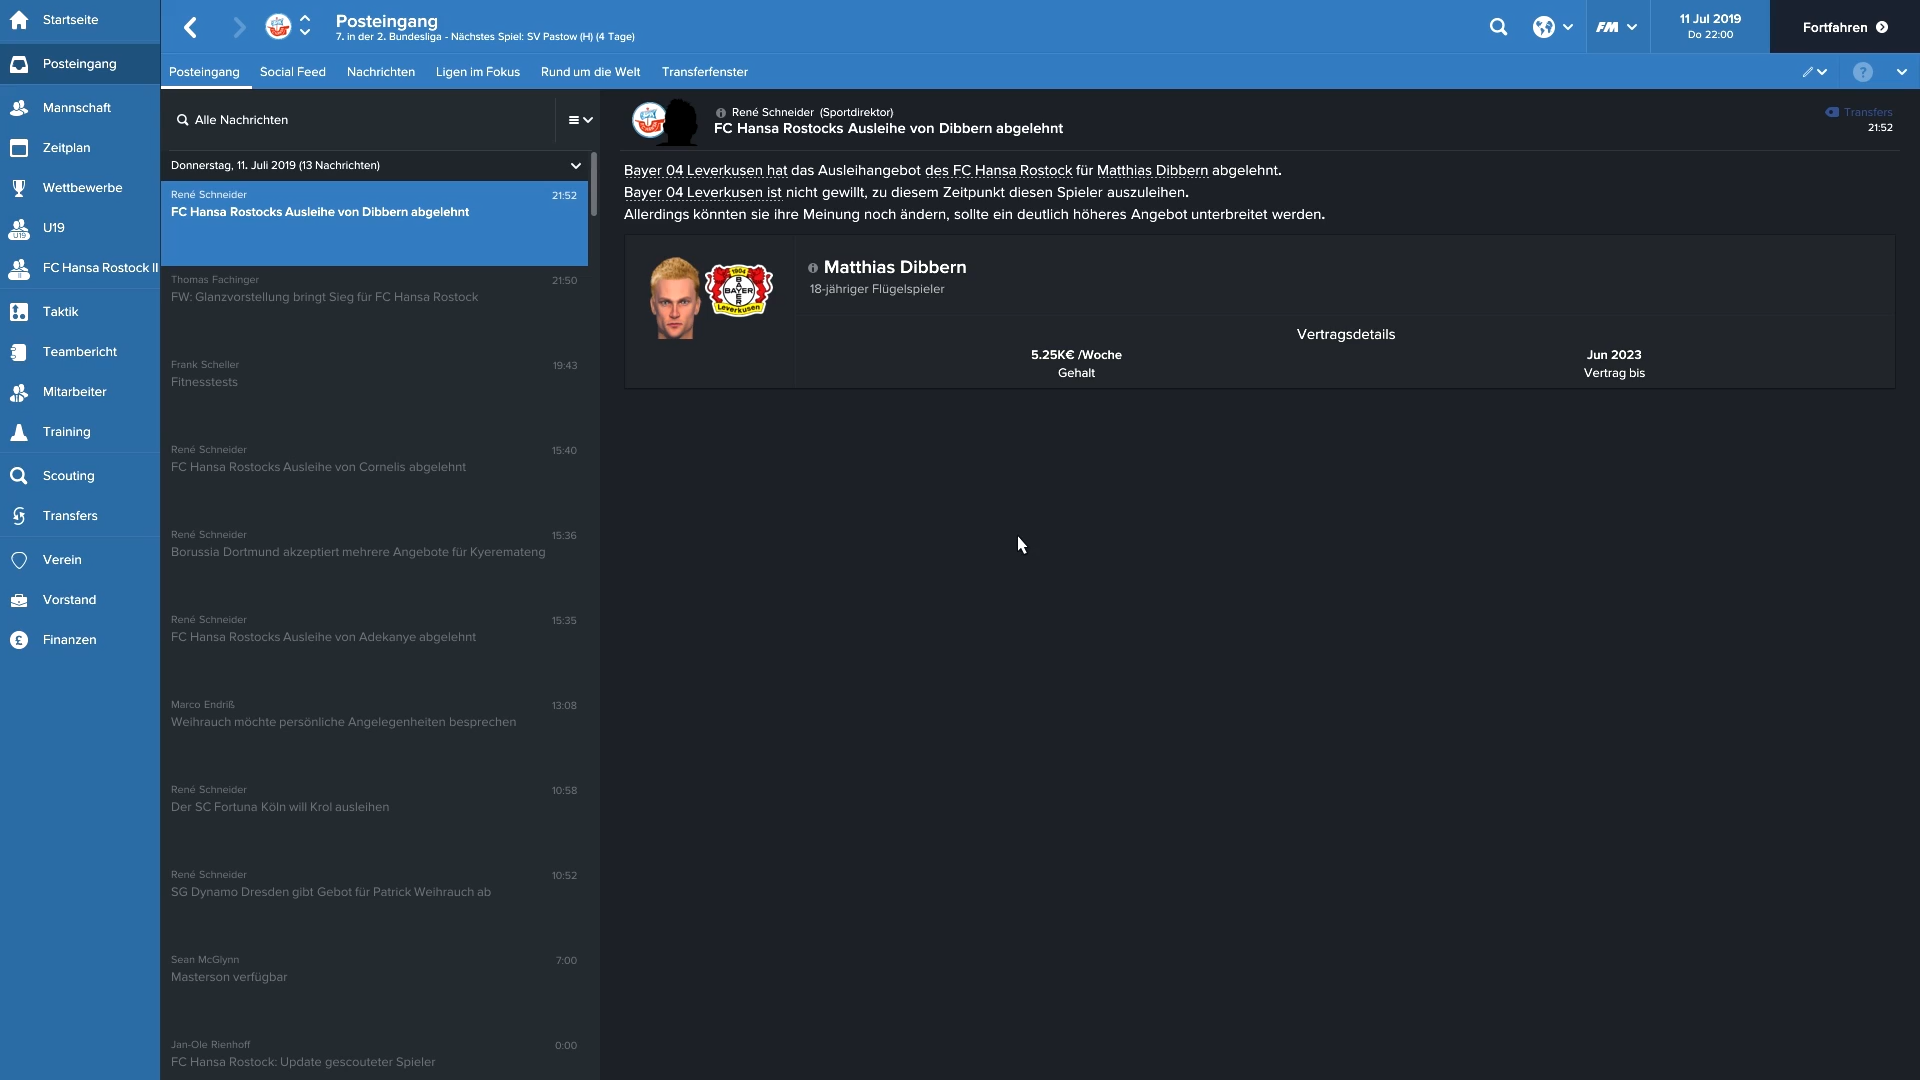 Startseite
Posteingang
Mannschaft
Zeitplan
Wettbewerbe
U19
FC Hansa Rostock II
Taktik
Teambericht
Mitarbeiter
Training
Scouting
Transfers
Verein
Vorstand
Finanzen
Posteingang
7. in der 2. Bundesliga - Nächstes Spiel: SV Pastow (H) (4 Tage)
FM
11 Jul 2019
Do 22:00
Fortfahren
Posteingang Social Feed Nachrichten Ligen im Fokus Rund um die Welt Transferfenster
?
Alle Nachrichten
Donnerstag, 11. Juli 2019 (13 Nachrichten)
René Schneider 21:52
FC Hansa Rostocks Ausleihe von Dibbern abgelehnt
Thomas Fachinger 21:50
FW: Glanzvorstellung bringt Sieg für FC Hansa Rostock
Frank Scheller 19:43
Fitnesstests
René Schneider 15:40
FC Hansa Rostocks Ausleihe von Cornelis abgelehnt
René Schneider 15:36
Borussia Dortmund akzeptiert mehrere Angebote für Kyeremateng
René Schneider 15:35
FC Hansa Rostocks Ausleihe von Adekanye abgelehnt
Marco Endriß 13:08
Weihrauch möchte persönliche Angelegenheiten besprechen
René Schneider 10:58
Der SC Fortuna Köln will Krol ausleihen
René Schneider 10:52
SG Dynamo Dresden gibt Gebot für Patrick Weihrauch ab
Sean McGlynn 7:00
Masterson verfügbar
Jan-Ole Rienhoff 0:00
FC Hansa Rostock: Update gescouteter Spieler
René Schneider (Sportdirektor)
FC Hansa Rostocks Ausleihe von Dibbern abgelehnt
Transfers
21:52
Bayer 04 Leverkusen hat das Ausleihangebot des FC Hansa Rostock für Matthias Dibbern abgelehnt.
Bayer 04 Leverkusen ist nicht gewillt, zu diesem Zeitpunkt diesen Spieler auszuleihen.
Allerdings könnten sie ihre Meinung noch ändern, sollte ein deutlich höheres Angebot unterbreitet werden.
1904
BAYER
Leverkusen
Matthias Dibbern
18-jähriger Flügelspieler
Vertragsdetails
5.25K€ /Woche
Gehalt
Jun 2023
Vertrag bis